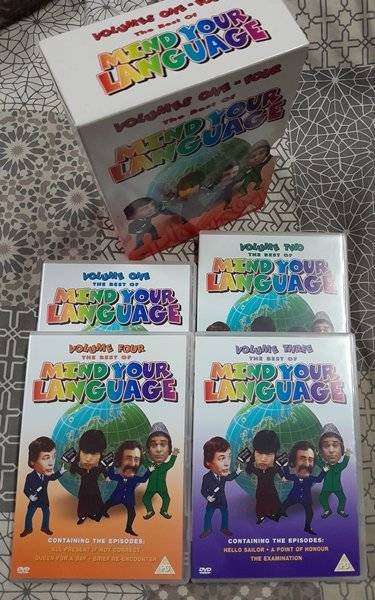 VOLUMES ONE - FOUR
The Best Of
MIND YOUR
LANGUAGE
VOLUMES ONE - FOUR
The Best Of
MIND YOUR
LANGUAGE
VOLUME ONE
THE BEST OF
MIND YOUR
LANGUAGE
VOLUME TWO
THE BEST OF
MIND YOUR
LANGUAGE
VOLUME FOUR
THE BEST OF
MIND YOUR
LANGUAGE
CONTAINING THE EPISODES:
ALL PRESENT IF NOT CORRECT
QUEEN FOR A DAY • BRIEF RE-ENCOUNTER
DVD
PG
VOLUME THREE
THE BEST OF
MIND YOUR
LANGUAGE
CONTAINING THE EPISODES:
HELLO SAILOR • A POINT OF HONOUR
THE EXAMINATION
DVD
PG